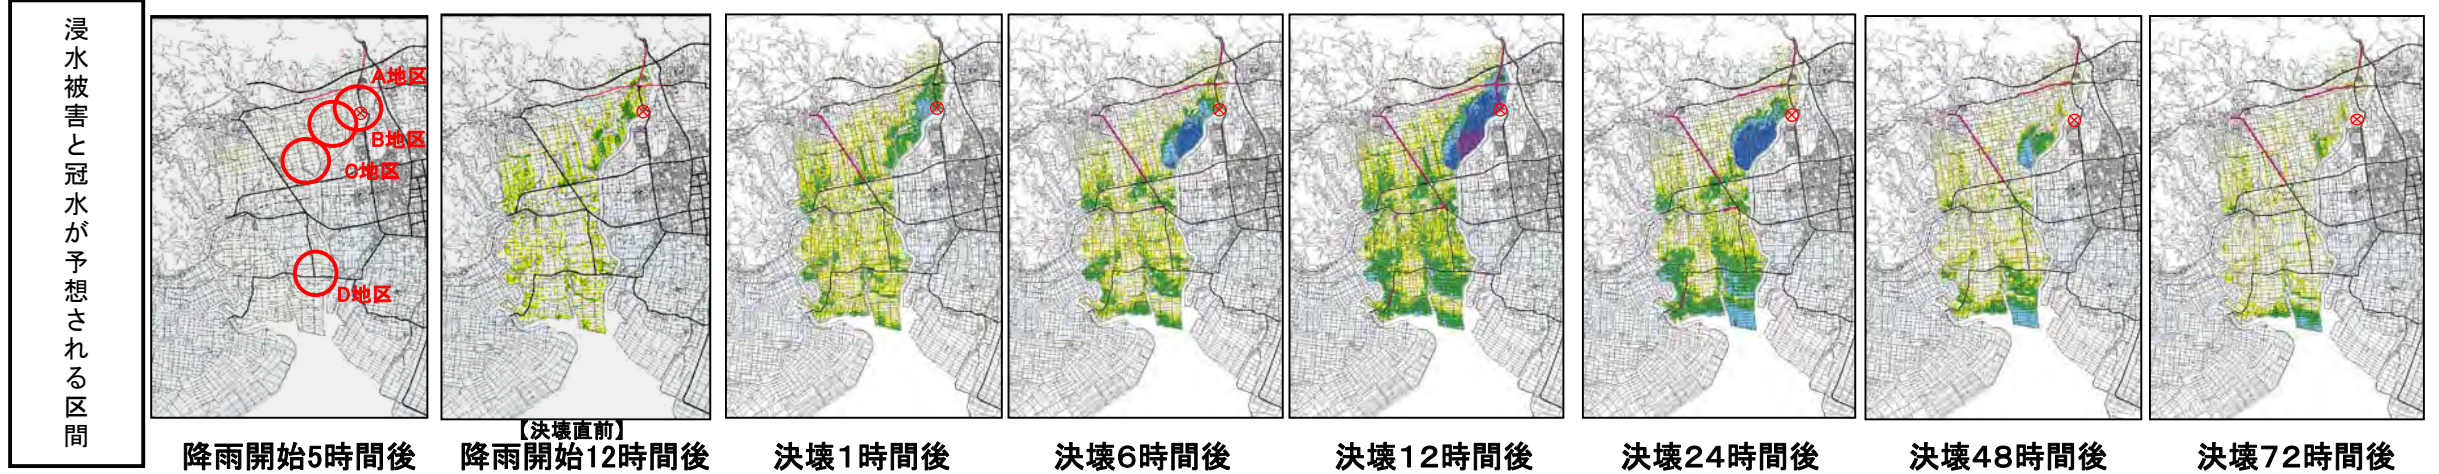 浸水被害と冠水が予想される区間
A地区
B地区
C地区
D地区
降雨開始5時間後
【決壊直前】
降雨開始12時間後
決壊1時間後
決壊6時間後
決壊12時間後
決壊24時間後
決壊48時間後
決壊72時間後